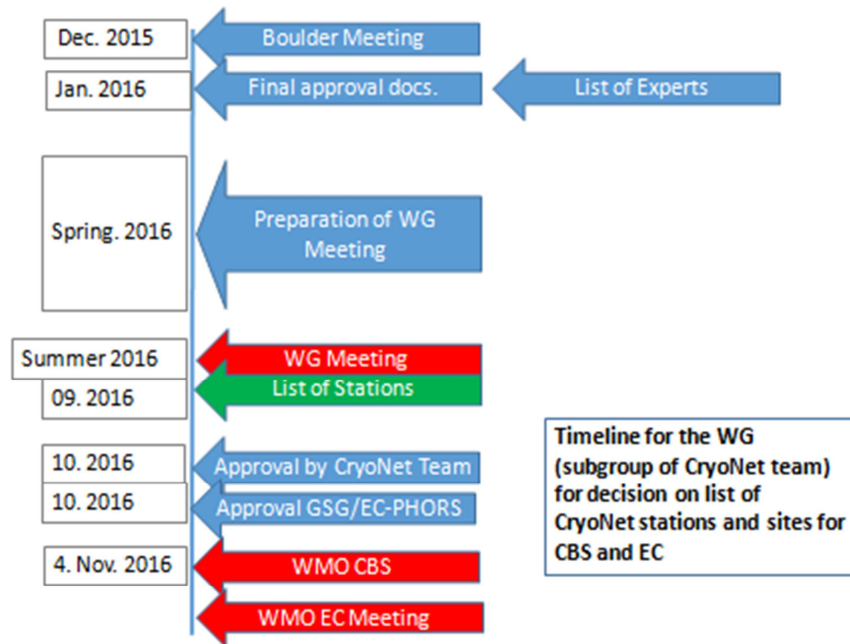 Dec. 2015
Boulder Meeting
Jan. 2016
Final approval docs.
List of Experts
Spring. 2016
Preparation of WG
Meeting
Summer 2016
WG Meeting
09. 2016
List of Stations
10. 2016
Approval by CryoNet Team
10. 2016
Approval GSG/EC-PHORS
4. Nov. 2016
WMO CBS
WMO EC Meeting
Timeline for the WG
(subgroup of CryoNet team)
for decision on list of
CryoNet stations and sites for
CBS and EC